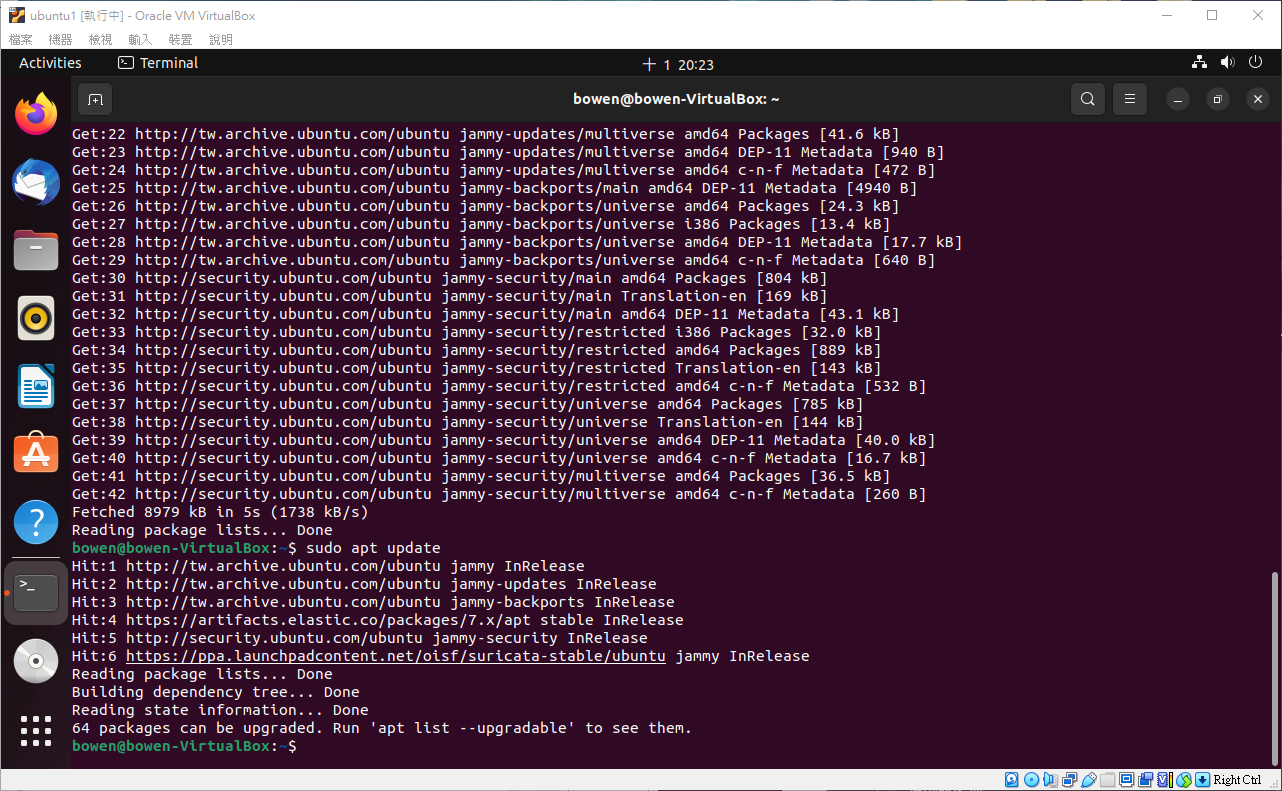 ubuntu1 [執行中] - Oracle VM VirtualBox
檔案 機器 檢視 輸入 裝置 說明
Activities Terminal 十 1 20:23
bowen@bowen-VirtualBox: ~
Get:22 http://tw.archive.ubuntu.com/ubuntu jammy-updates/multiverse amd64 Packages [41.6 kB]
Get:23 http://tw.archive.ubuntu.com/ubuntu jammy-updates/multiverse amd64 DEP-11 Metadata [940 B]
Get:24 http://tw.archive.ubuntu.com/ubuntu jammy-updates/multiverse amd64 c-n-f Metadata [472 B]
Get:25 http://tw.archive.ubuntu.com/ubuntu jammy-backports/main amd64 DEP-11 Metadata [4940 B]
Get:26 http://tw.archive.ubuntu.com/ubuntu jammy-backports/universe amd64 Packages [24.3 kB]
Get:27 http://tw.archive.ubuntu.com/ubuntu jammy-backports/universe i386 Packages [13.4 kB]
Get:28 http://tw.archive.ubuntu.com/ubuntu jammy-backports/universe amd64 DEP-11 Metadata [17.7 kB]
Get:29 http://tw.archive.ubuntu.com/ubuntu jammy-backports/universe amd64 c-n-f Metadata [640 B]
Get:30 http://security.ubuntu.com/ubuntu jammy-security/main amd64 Packages [804 kB]
Get:31 http://security.ubuntu.com/ubuntu jammy-security/main Translation-en [169 kB]
Get:32 http://security.ubuntu.com/ubuntu jammy-security/main amd64 DEP-11 Metadata [43.1 kB]
Get:33 http://security.ubuntu.com/ubuntu jammy-security/restricted i386 Packages [32.0 kB]
Get:34 http://security.ubuntu.com/ubuntu jammy-security/restricted amd64 Packages [889 kB]
Get:35 http://security.ubuntu.com/ubuntu jammy-security/restricted Translation-en [143 kB]
Get:36 http://security.ubuntu.com/ubuntu jammy-security/restricted amd64 c-n-f Metadata [532 B]
Get:37 http://security.ubuntu.com/ubuntu jammy-security/universe amd64 Packages [785 kB]
Get:38 http://security.ubuntu.com/ubuntu jammy-security/universe Translation-en [144 kB]
Get:39 http://security.ubuntu.com/ubuntu jammy-security/universe amd64 DEP-11 Metadata [40.0 kB]
Get:40 http://security.ubuntu.com/ubuntu jammy-security/universe amd64 c-n-f Metadata [16.7 kB]
Get:41 http://security.ubuntu.com/ubuntu jammy-security/multiverse amd64 Packages [36.5 kB]
Get:42 http://security.ubuntu.com/ubuntu jammy-security/multiverse amd64 c-n-f Metadata [260 B]
Fetched 8979 kB in 5s (1738 kB/s)
Reading package lists... Done
bowen@bowen-VirtualBox:~$ sudo apt update
Hit:1 http://tw.archive.ubuntu.com/ubuntu jammy InRelease
Hit:2 http://tw.archive.ubuntu.com/ubuntu jammy-updates InRelease
Hit:3 http://tw.archive.ubuntu.com/ubuntu jammy-backports InRelease
Hit:4 https://artifacts.elastic.co/packages/7.x/apt stable InRelease
Hit:5 http://security.ubuntu.com/ubuntu jammy-security InRelease
Hit:6 https://ppa.launchpadcontent.net/oisf/suricata-stable/ubuntu jammy InRelease
Reading package lists... Done
Building dependency tree... Done
Reading state information... Done
64 packages can be upgraded. Run 'apt list --upgradable' to see them.
bowen@bowen-VirtualBox:~$
Right Ctrl